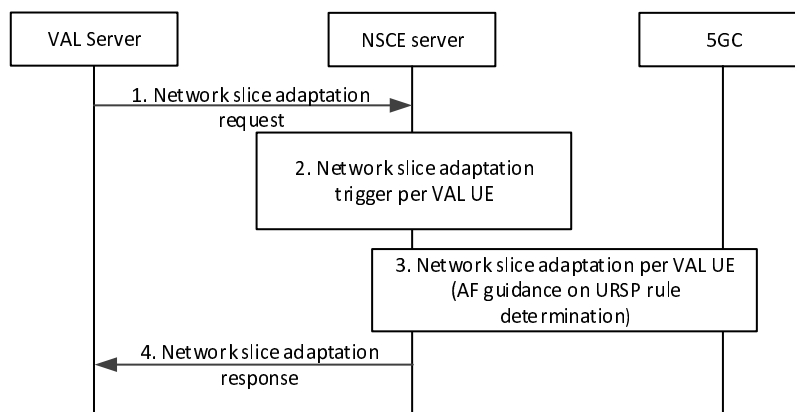 VAL Server
NSCE server
5GC
1. Network slice adaptation
request
2. Network slice adaptation
trigger per VAL UE
3. Network slice adaptation per VAL UE
(AF guidance on URSP rule
determination)
4. Network slice adaptation
response